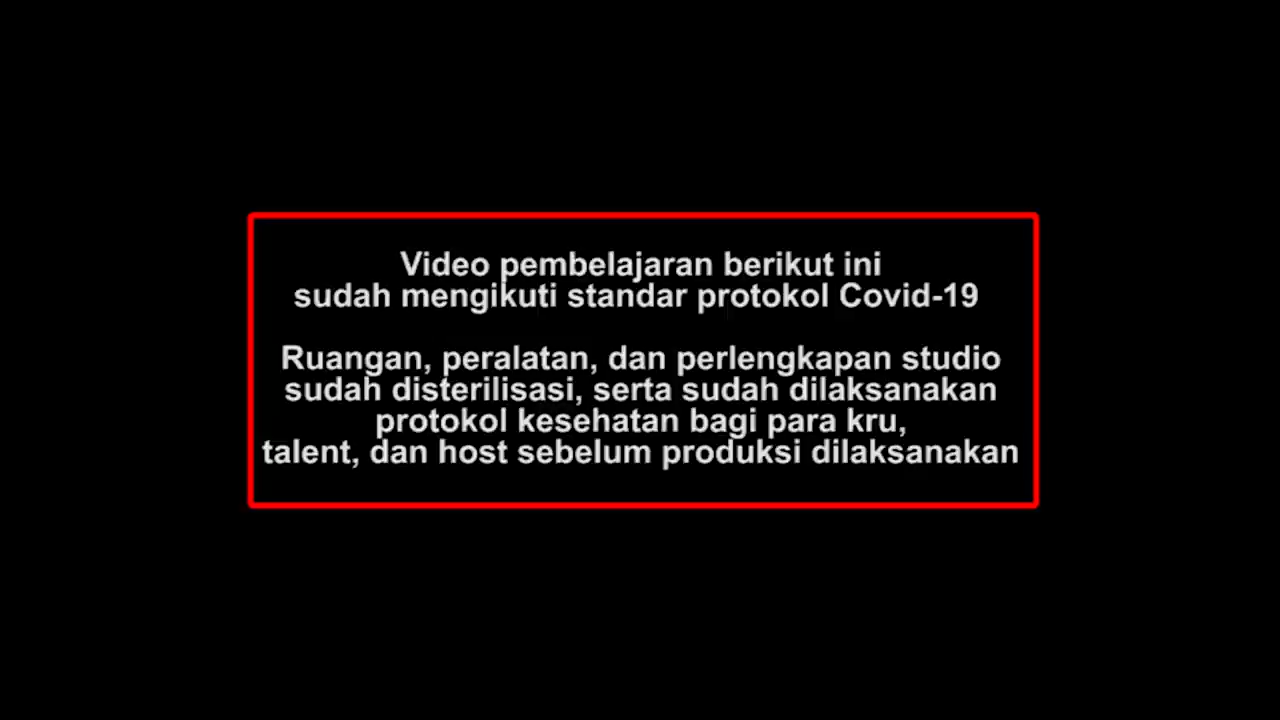 Video pembelajaran berikut ini
sudah mengikuti standar protokol Covid-19
Ruangan, peralatan, dan perlengkapan studio
sudah disterilisasi, serta sudah dilaksanakan
protokol kesehatan bagi para kru,
talent, dan host sebelum produksi dilaksanakan